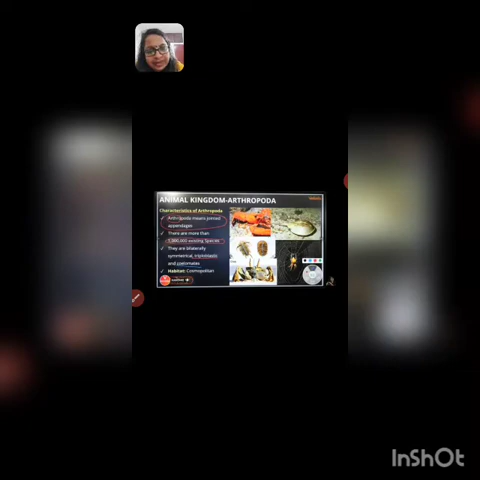 ANIMAL KINGDOM-ARTHROPODA
Characteristics of Arthropoda
✓ Arthropoda means joined
appendages
✓ There are more than
1,000,000 existing Species
✓ They are bilaterally
symmetrical, triploblastic
and coelomates
✓ Habitat: Cosmopolitan
InShOt